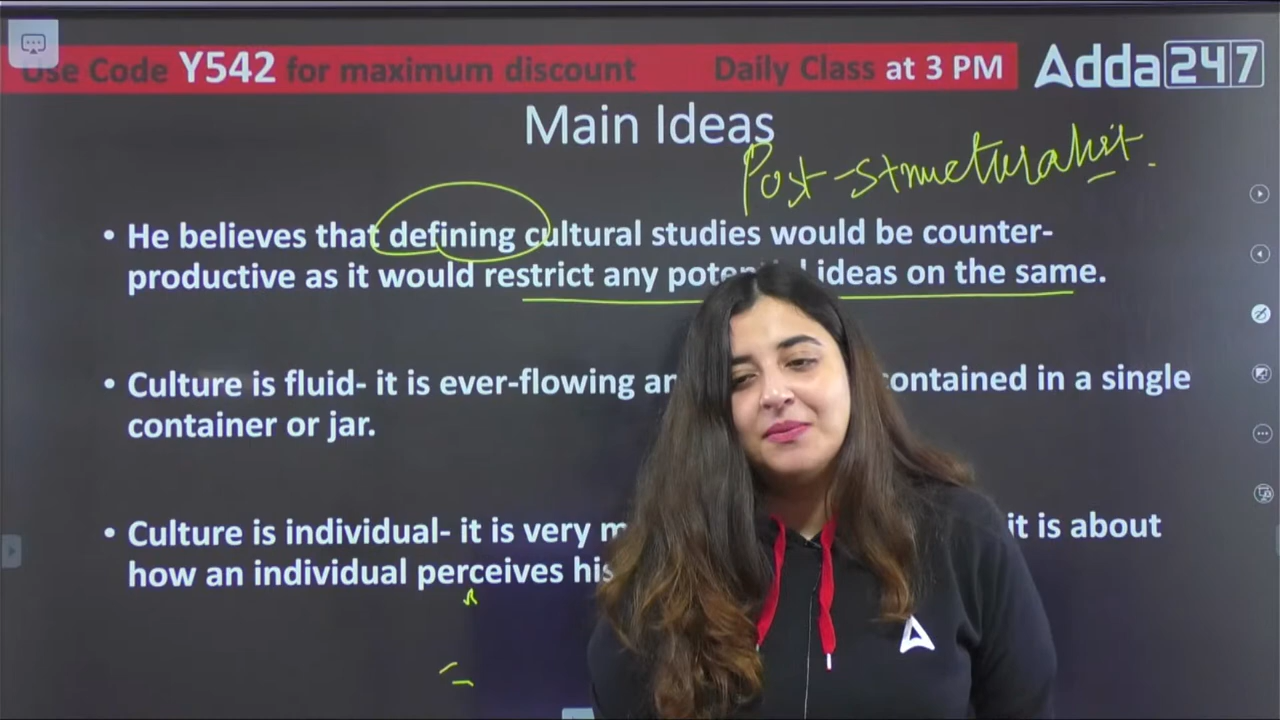 Use Code Y542 for maximum discount
Daily Class at 3 PM
Adda247
Main Ideas
Post-structuralist.
• He believes that defining cultural studies would be counter-
productive as it would restrict any ideas on the same.
• Culture is fluid- it is ever-flowing contained in a single
container or jar.
• Culture is individual- it is very it is about
how an individual perceives his